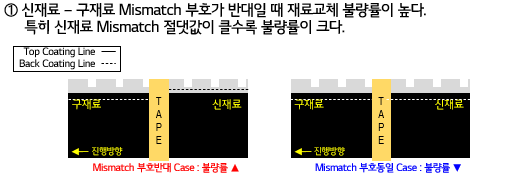 ① 신재료 – 구재료 Mismatch 부호가 반대일 때 재료교체 불량률이 높다.
특히 신재료 Mismatch 절댓값이 클수록 불량률이 크다.
Top Coating Line
Back Coating Line
구재료 TAPE 신재료
진행방향
Mismatch 부호반대 Case : 불량률 ▲
구재료 TAPE 신재료
진행방향
Mismatch 부호동일 Case : 불량률 ▼